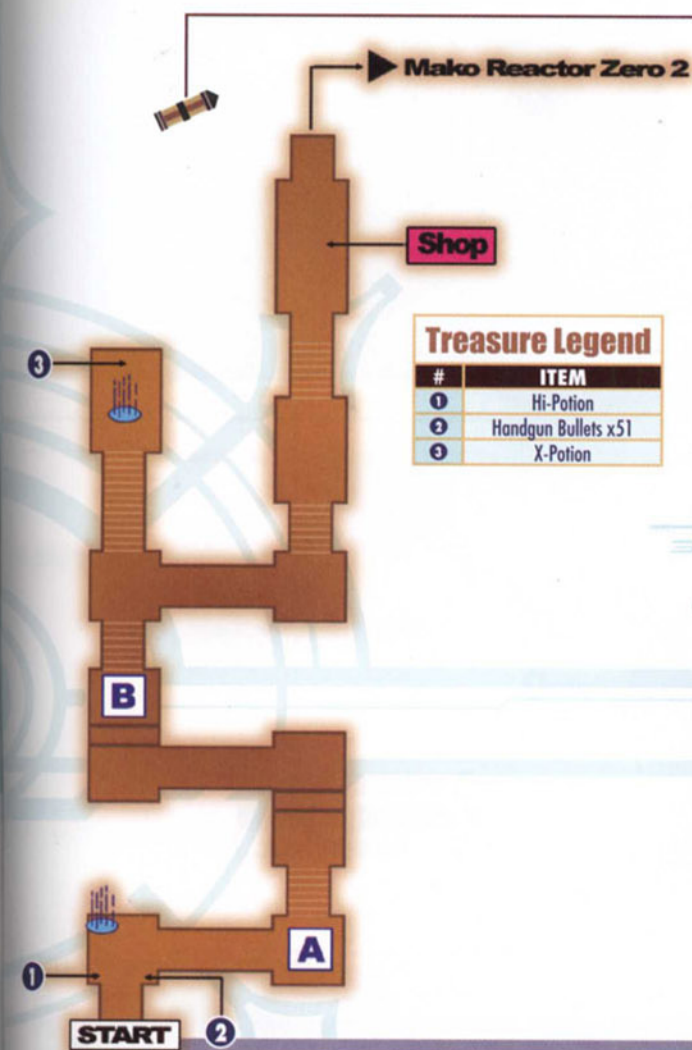 Mako Reactor Zero 2
Shop
3
Treasure Legend
# ITEM
1 Hi-Potion
2 Handgun Bullets x51
3 X-Potion
B
A
1
START
2